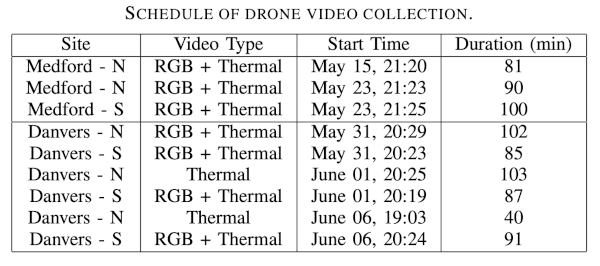 SCHEDULE OF DRONE VIDEO COLLECTION.
Site Video Type Start Time Duration (min)
Medford - N RGB + Thermal May 15, 21:20 81
Medford - N RGB + Thermal May 23, 21:23 90
Medford - S RGB + Thermal May 23, 21:25 100
Danvers - N RGB + Thermal May 31, 20:29 102
Danvers - S RGB + Thermal May 31, 20:23 85
Danvers - N Thermal June 01, 20:25 103
Danvers - S RGB + Thermal June 01, 20:19 87
Danvers - N Thermal June 06, 19:03 40
Danvers - S RGB + Thermal June 06, 20:24 91